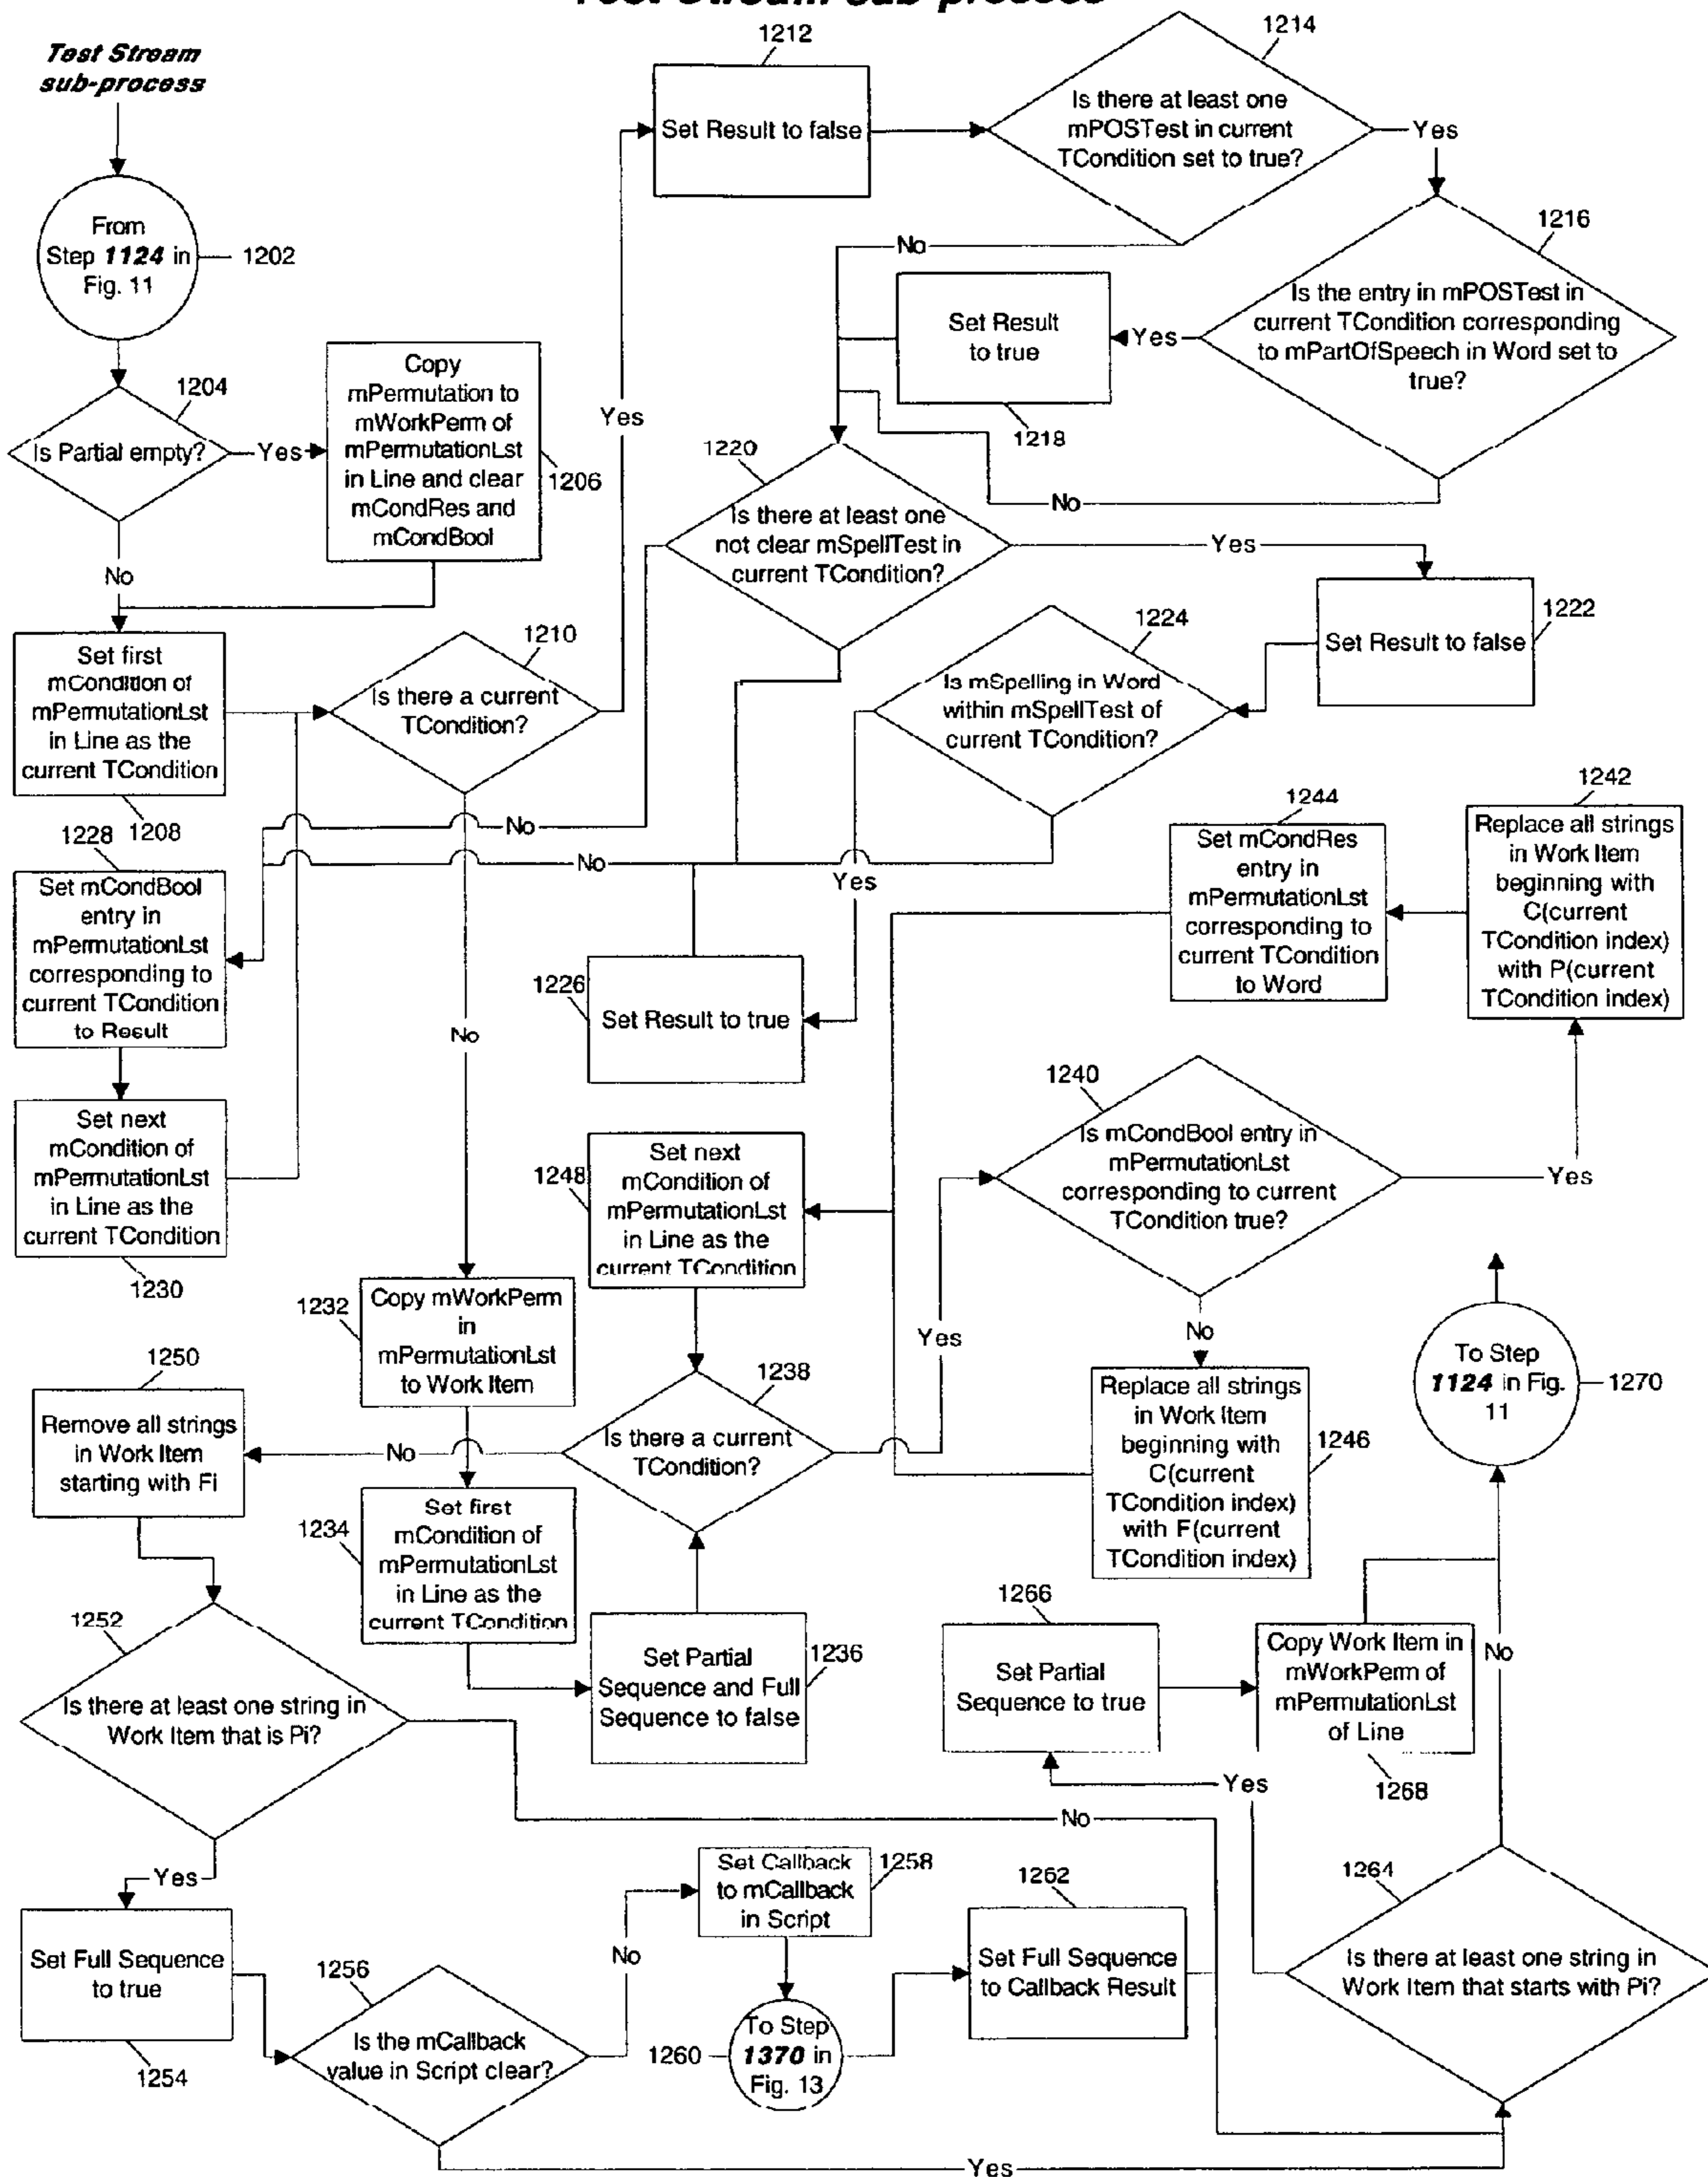 Test Stream sub-process
Test Stream
sub-process
From
Step 1124 in
Fig. 11
1202
1204
Is Partial empty?
Yes
No
Copy
mPermutation to
mWorkPerm of
mPermutationLst
in Line and clear
mCondRes and
mCondBool
1206
Set first
mCondition of
mPermutationLst
in Line as the
current TCondition
1208
1210
Is there a current
TCondition?
Yes
No
1212
Set Result to false
1214
Is there at least one
mPOSTest in current
TCondition set to true?
Yes
No
1216
Is the entry in mPOSTest in
current TCondition corresponding
to mPartOfSpeech in Word set to
true?
Yes
No
Set Result
to true
1218
1220
Is there at least one
not clear mSpellTest in
current TCondition?
Yes
No
1222
Set Result to false
1224
Is mSpelling in Word
within mSpellTest of
current TCondition?
No
Yes
1226
Set Result to true
1228
Set mCondBool
entry in
mPermutationLst
corresponding to
current TCondition
to Result
Set next
mCondition of
mPermutationLst
in Line as the
current TCondition
1230
1232
Copy mWorkPerm
in
mPermutationLst
to Work Item
1234
Set first
mCondition of
mPermutationLst
in Line as the
current TCondition
1236
Set Partial
Sequence and Full
Sequence to false
1238
Is there a current
TCondition?
Yes
No
1240
Is mCondBool entry in
mPermutationLst
corresponding to current
TCondition true?
Yes
No
1242
Replace all strings
in Work Item
beginning with
C(current
TCondition index)
with P(current
TCondition index)
1244
Set mCondRes
entry in
mPermutationLst
corresponding to
current TCondition
to Word
1246
Replace all strings
in Work Item
beginning with
C(current
TCondition index)
with F(current
TCondition index)
1248
Set next
mCondition of
mPermutationLst
in Line as the
current TCondition
1250
Remove all strings
in Work Item
starting with Fi
1252
Is there at least one string in
Work Item that is Pi?
No
Yes
Set Full Sequence
to true
1254
1256
Is the mCallback
value in Script clear?
No
Yes
1258
Set Callback
to mCallback
in Script
1260
To Step
1370 in
Fig. 13
1262
Set Full Sequence
to Callback Result
1264
Is there at least one string in
Work Item that starts with Pi?
Yes
No
1266
Set Partial
Sequence to true
Copy Work Item in
mWorkPerm of
mPermutationLst
of Line
1268
To Step
1124 in Fig.
11
1270